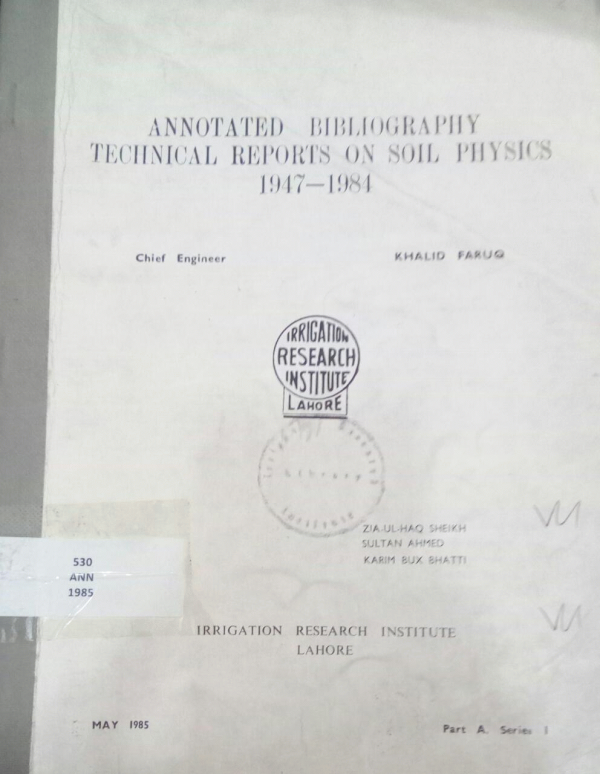 ANNOTATED BIBLIOGRAPHY
TECHNICAL REPORTS ON SOIL PHYSICS
1947—1984
Chief Engineer KHALID FARUQ
IRRIGATION
RESEARCH
INSTITUTE
LAHORE
Research
Library
Institute
ZIA-UL-HAQ SHEIKH
SULTAN AHMED
KARIM BUX BHATTI
530
ANN
1985
IRRIGATION RESEARCH INSTITUTE
LAHORE
MAY 1985 Part A. Series I